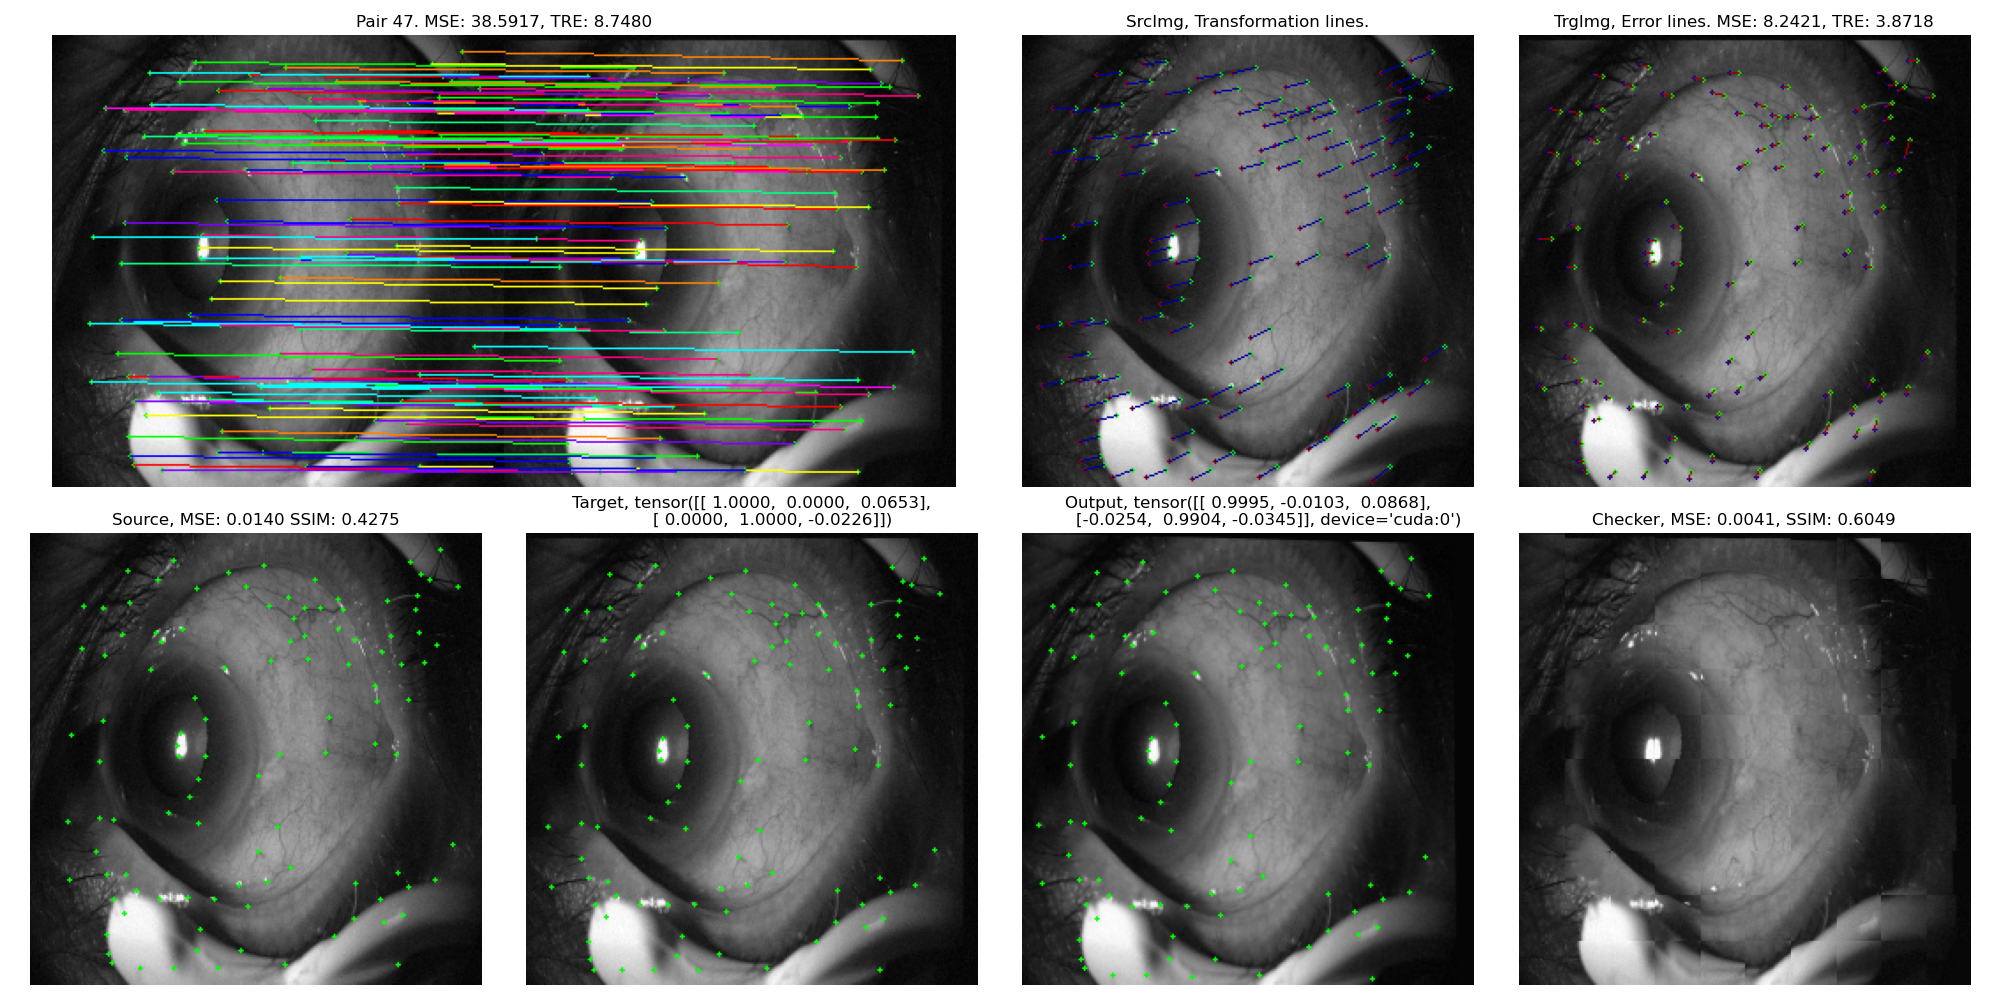 Pair 47. MSE: 38.5917, TRE: 8.7480
SrcImg, Transformation lines.
TrgImg, Error lines. MSE: 8.2421, TRE: 3.8718
Source, MSE: 0.0140 SSIM: 0.4275
Target, tensor([[ 1.0000, 0.0000, 0.0653],
[ 0.0000, 1.0000, -0.0226]])
Output, tensor([[ 0.9995, -0.0103, 0.0868],
[-0.0254, 0.9904, -0.0345]], device='cuda:0')
Checker, MSE: 0.0041, SSIM: 0.6049